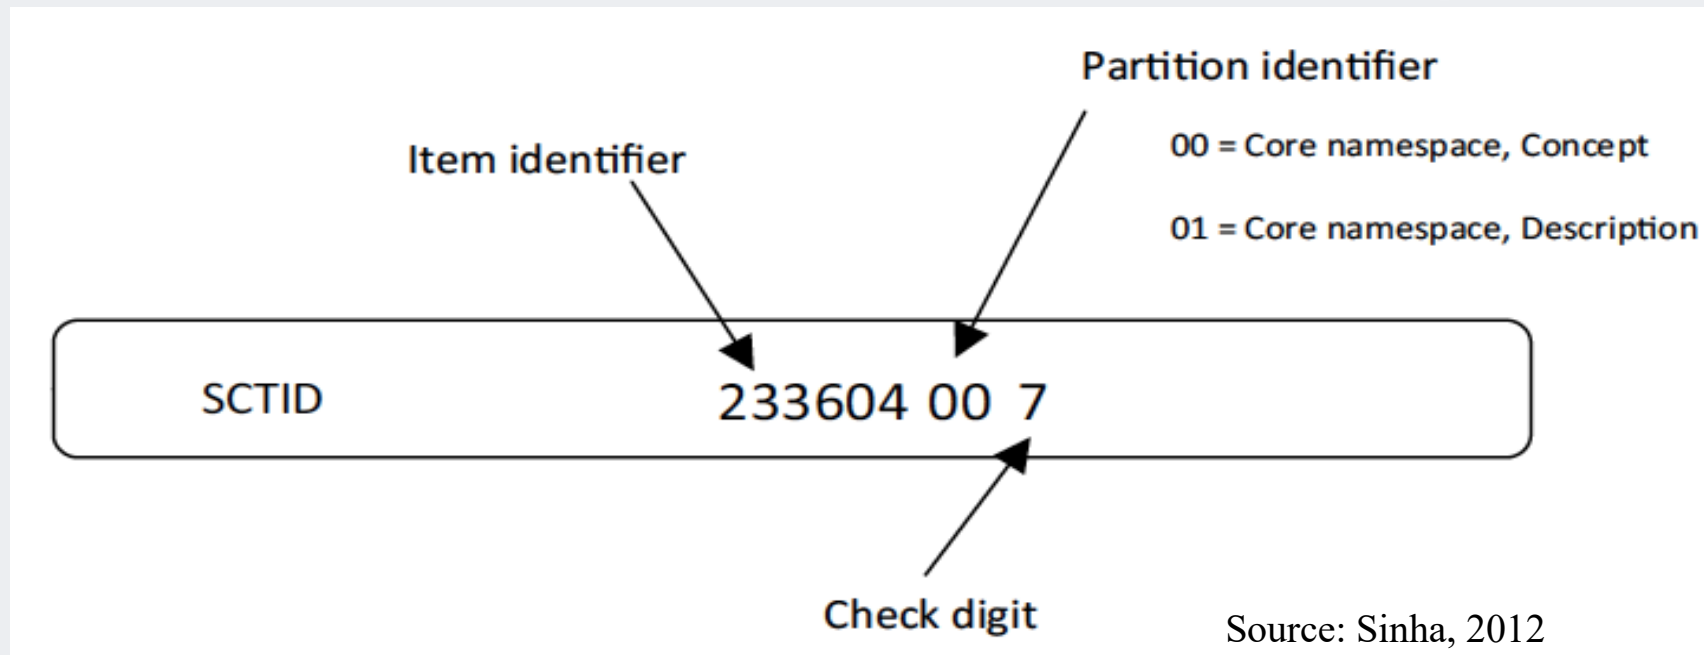 Partition identifier
00 = Core namespace, Concept
Item identifier
01 = Core namespace, Description
SCTID 233604 00 7
Check digit
Source: Sinha, 2012